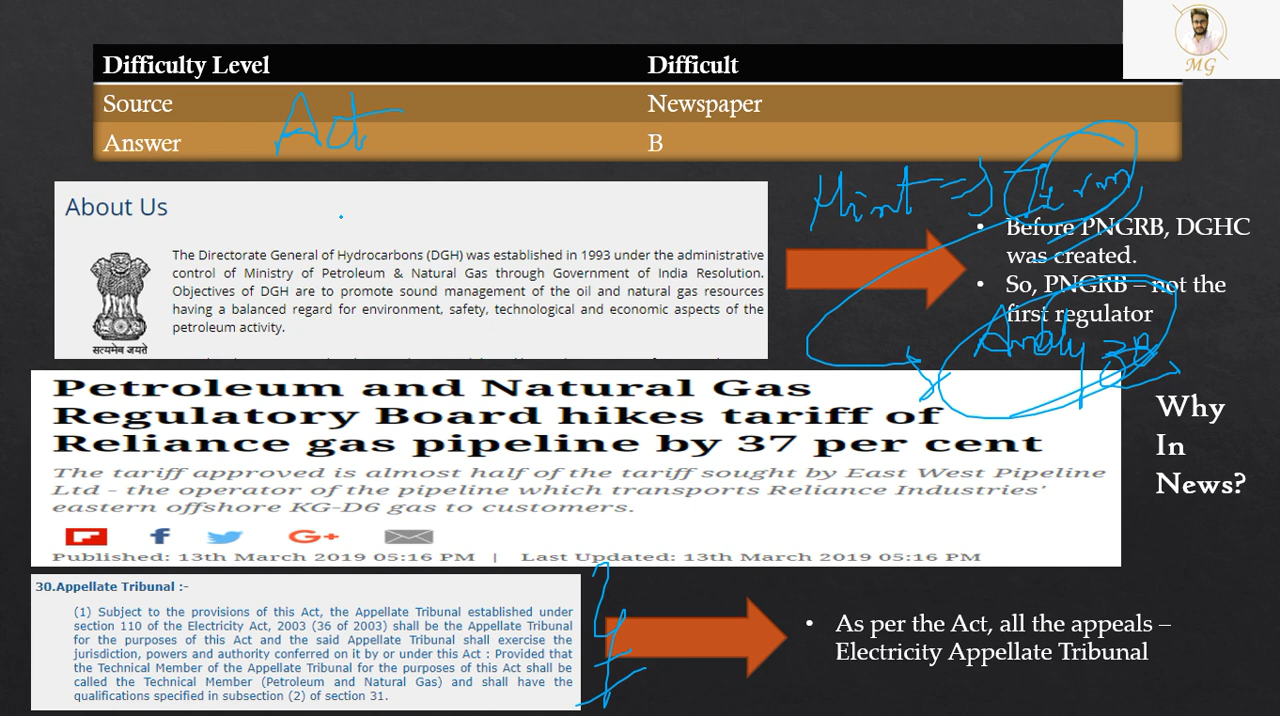 MG
Difficulty Level Difficult
Source Newspaper
Answer B
Act
Mint
About Us
The Directorate General of Hydrocarbons (DGH) was established in 1993 under the administrative
control of Ministry of Petroleum & Natural Gas through Government of India Resolution.
Objectives of DGH are to promote sound management of the oil and natural gas resources
having a balanced regard for environment, safety, technological and economic aspects of the
petroleum activity.
सत्यमेव जयते
• Before PNGRB, DGHC
was created.
• So, PNGRB – not the
first regulator
Petroleum and Natural Gas
Regulatory Board hikes tariff of
Reliance gas pipeline by 37 per cent
The tariff approved is almost half of the tariff sought by East West Pipeline
Ltd - the operator of the pipeline which transports Reliance Industries'
eastern offshore KG-D6 gas to customers.
Published: 13th March 2019 05:16 PM | Last Updated: 13th March 2019 05:16 PM
Why
In
News?
30.Appellate Tribunal :-
(1) Subject to the provisions of this Act, the Appellate Tribunal established under
section 110 of the Electricity Act, 2003 (36 of 2003) shall be the Appellate Tribunal
for the purposes of this Act and the said Appellate Tribunal shall exercise the
jurisdiction, powers and authority conferred on it by or under this Act : Provided that
the Technical Member of the Appellate Tribunal for the purposes of this Act shall be
called the Technical Member (Petroleum and Natural Gas) and shall have the
qualifications specified in subsection (2) of section 31.
• As per the Act, all the appeals –
Electricity Appellate Tribunal